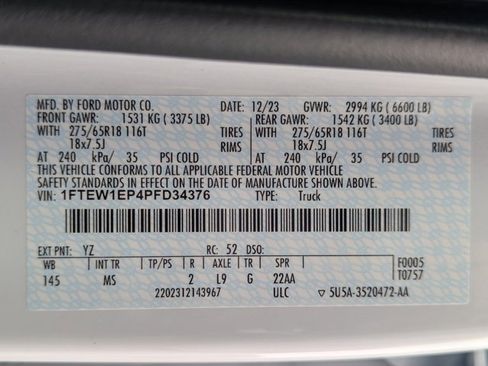 MFD. BY FORD MOTOR CO. DATE: 12/23 GVWR: 2994 KG ( 6600 LB)
FRONT GAWR: 1531 KG ( 3375 LB) REAR GAWR: 1542 KG ( 3400 LB)
WITH 275/65R18 116T TIRES WITH 275/65R18 116T TIRES
18x7.5J RIMS 18x7.5J RIMS
AT 240 kPa/ 35 PSI COLD AT 240 kPa/ 35 PSI COLD
THIS VEHICLE CONFORMS TO ALL APPLICABLE FEDERAL MOTOR VEHICLE
SAFETY STANDARDS IN EFFECT ON THE DATE OF MANUFACTURE SHOWN ABOVE.
VIN: 1FTEW1EP4PFD34376 TYPE: Truck
EXT PNT: YZ RC: 52 DSO: F0005
WB INT TR TP/PS R AXLE TR SPR T0757
145 MS 2 L9 G 22AA
2202312143967 ULC ▽ 5U5A-3520472-AA